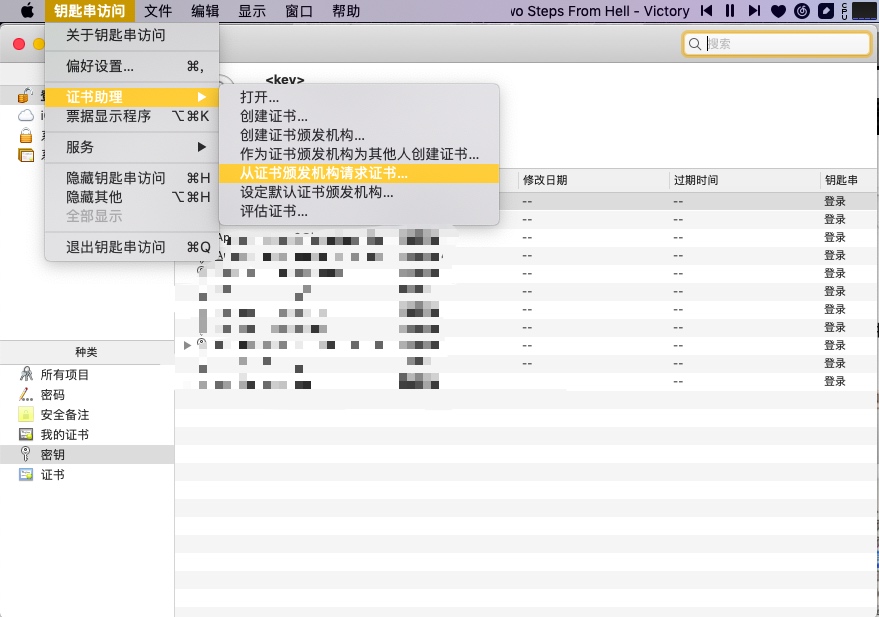 钥匙串访问 文件 编辑 显示 窗口 帮助 wo Steps From Hell - Victory CPU
关于钥匙串访问
偏好设置... ⌘,
证书助理
票据显示程序 ⌥⌘K
服务
隐藏钥匙串访问 ⌘H
隐藏其他 ⌥⌘H
全部显示
退出钥匙串访问 ⌘Q
搜索
<key>
打开...
创建证书...
创建证书颁发机构...
作为证书颁发机构为其他人创建证书...
从证书颁发机构请求证书...
设定默认证书颁发机构...
评估证书...
修改日期 过期时间 钥匙串
-- -- 登录
-- -- 登录
-- -- 登录
-- -- 登录
-- -- 登录
-- -- 登录
-- -- 登录
-- -- 登录
-- -- 登录
-- -- 登录
-- 登录
种类
所有项目
密码
安全备注
我的证书
密钥
证书